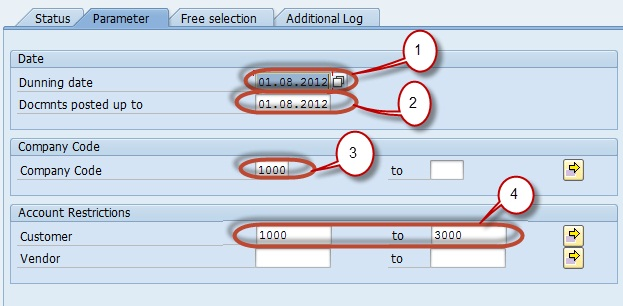 Status Parameter Free selection Additional Log
1
Date
Dunning date 01.08.2012
Docmnts posted up to 01.08.2012
2
Company Code
3
Company Code 1000 to
4
Account Restrictions
Customer 1000 to 3000
Vendor to